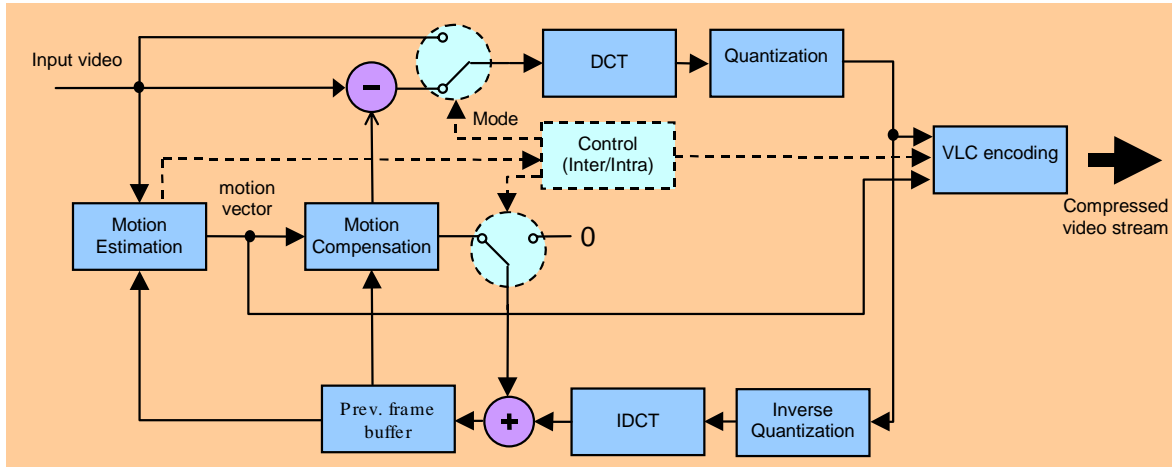 Input video
−
DCT
Quantization
Mode
Control
(Inter/Intra)
VLC encoding
motion
vector
Motion
Estimation
Motion
Compensation
0
Compressed
video stream
Prev. frame
buffer
+
IDCT
Inverse
Quantization